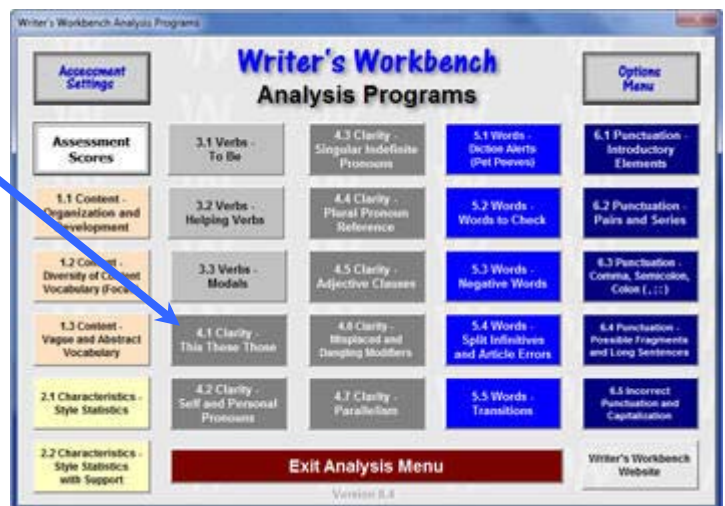 Writer's Workbench Analysis Programs
Assessment
Settings
Writer's Workbench
Analysis Programs
Options
Menu
Assessment
Scores
3.1 Verbs -
To Be
4.3 Clarity -
Singular Indefinite
Pronouns
5.1 Words -
Diction Alerts
(Pet Peeves)
6.1 Punctuation -
Introductory
Elements
1.1 Content -
Organization and
Development
3.2 Verbs -
Helping Verbs
4.4 Clarity -
Plural Pronoun
Reference
5.2 Words -
Words to Check
6.2 Punctuation -
Pairs and Series
1.2 Content -
Diversity of Content
Vocabulary
3.3 Verbs -
Modals
4.5 Clarity -
Adjective Clauses
5.3 Words -
Negative Words
6.3 Punctuation -
Comma, Semicolon,
Colon ( , ; : )
1.3 Content -
Vague and Abstract
Vocabulary
4.1 Clarity -
This These Those
4.6 Clarity -
Misplaced and
Dangling Modifiers
5.4 Words -
Split Infinitives
and Article Errors
6.4 Punctuation -
Possible Fragments
and Long Sentences
2.1 Characteristics -
Style Statistics
4.2 Clarity -
Self and Personal
Pronouns
4.7 Clarity -
Parallelism
5.5 Words -
Transitions
6.5 Incorrect
Punctuation and
Capitalization
2.2 Characteristics -
Style Statistics
with Support
Exit Analysis Menu
Writer's Workbench
Website
Version 8.4